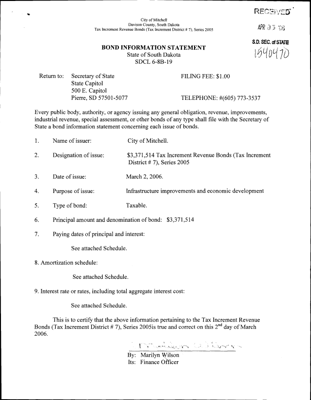 City of Mitchell
Davison County, South Dakota
Tax Increment Revenue Bonds (Tax Increment District # 7), Series 2005
RECEIVED
S.D. SEC. of STATE
1540470
BOND INFORMATION STATEMENT
State of South Dakota
SDCL 6-8B-19
Return to: Secretary of State FILING FEE: $1.00
State Capitol
500 E. Capitol
Pierre, SD 57501-5077 TELEPHONE: #(605) 773-3537
Every public body, authority, or agency issuing any general obligation, revenue, improvements,
industrial revenue, special assessment, or other bonds of any type shall file with the Secretary of
State a bond information statement concerning each issue of bonds.
1. Name of issuer: City of Mitchell.
2. Designation of issue: $3,371,514 Tax Increment Revenue Bonds (Tax Increment
District # 7), Series 2005
3. Date of issue: March 2, 2006.
4. Purpose of issue: Infrastructure improvements and economic development
5. Type of bond: Taxable.
6. Principal amount and denomination of bond: $3,371,514
7. Paying dates of principal and interest:
See attached Schedule.
8. Amortization schedule:
See attached Schedule.
9. Interest rate or rates, including total aggregate interest cost:
See attached Schedule.
This is to certify that the above information pertaining to the Tax Increment Revenue
Bonds (Tax Increment District # 7), Series 2005is true and correct on this 2nd day of March
2006.
By: Marilyn Wilson
Its: Finance Officer